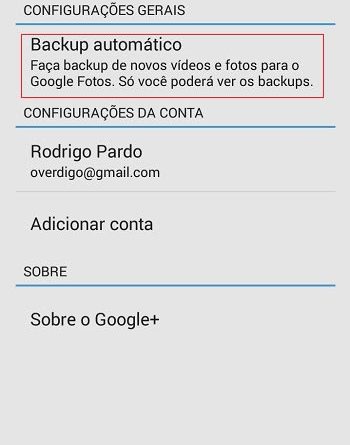 CONFIGURAÇÕES GERAIS
Backup automático
Faça backup de novos vídeos e fotos para o
Google Fotos. Só você poderá ver os backups.
CONFIGURAÇÕES DA CONTA
Rodrigo Pardo
overdigo@gmail.com
Adicionar conta
SOBRE
Sobre o Google+